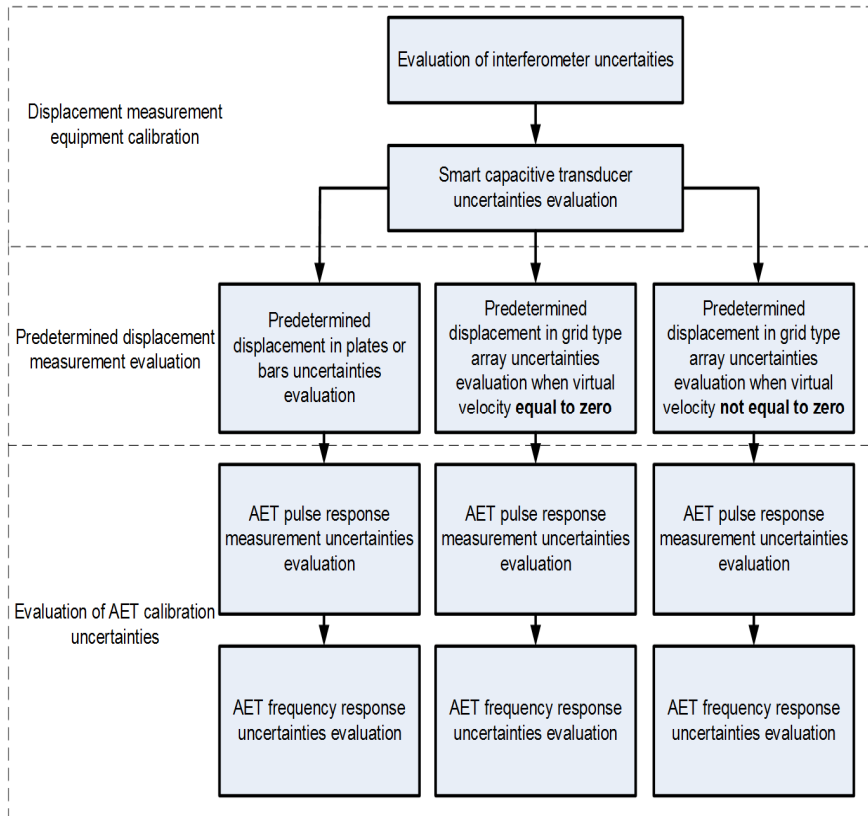 Evaluation of interferometer uncertaities
Displacement measurement
equipment calibration
Smart capacitive transducer
uncertainties evaluation
Predetermined displacement
measurement evaluation
Predetermined
displacement in plates or
bars uncertainties
evaluation
Predetermined
displacement in grid type
array uncertainties
evaluation when virtual
velocity equal to zero
Predetermined
displacement in grid type
array uncertainties
evaluation when virtual
velocity not equal to zero
Evaluation of AET calibration
uncertainties
AET pulse response
measurement uncertainties
evaluation
AET pulse response
measurement uncertainties
evaluation
AET pulse response
measurement uncertainties
evaluation
AET frequency response
uncertainties evaluation
AET frequency response
uncertainties evaluation
AET frequency response
uncertainties evaluation